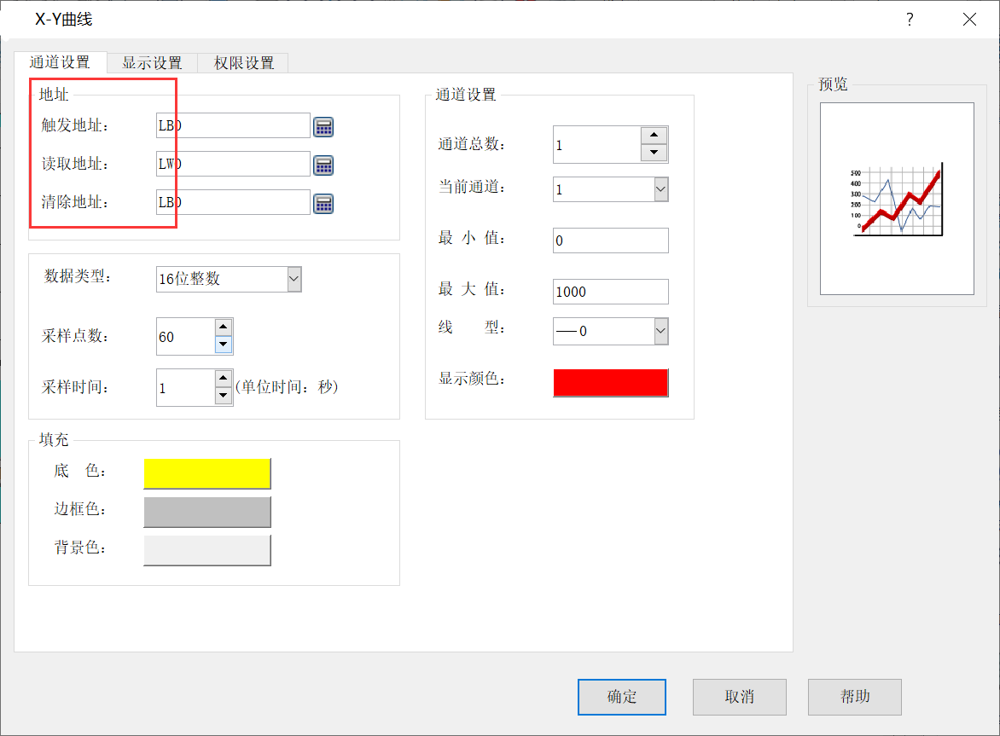 X-Y曲线
?
通道设置
显示设置
权限设置
地址
触发地址:
LB0
读取地址:
LW0
清除地址:
LB0
数据类型:
16位整数
采样点数:
60
采样时间:
1
(单位时间: 秒)
填充
底 色:
边框色:
背景色:
通道设置
通道总数:
1
当前通道:
1
最 小 值:
0
最 大 值:
1000
线 型:
0
显示颜色:
预览
500
400
300
200
100
0
确定
取消
帮助